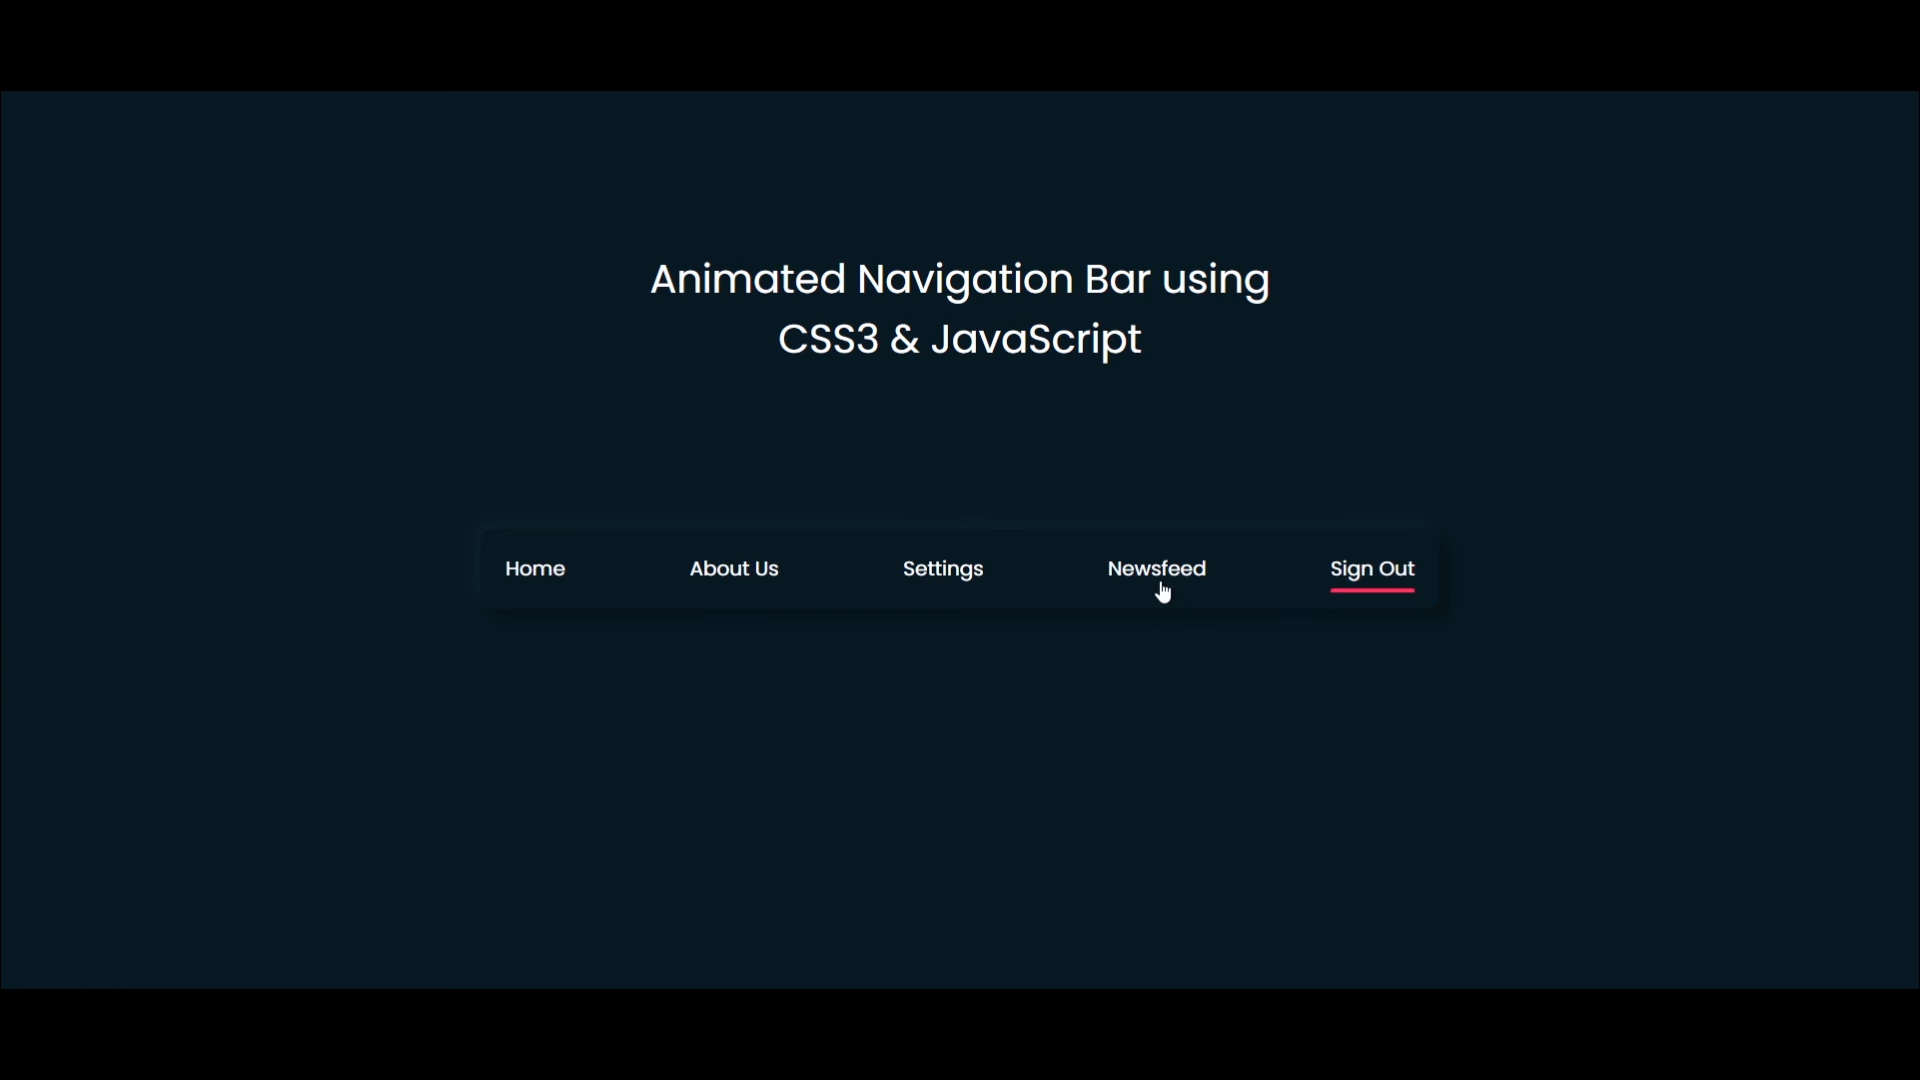 Animated Navigation Bar using
CSS3 & JavaScript
Home About Us Settings Newsfeed Sign Out